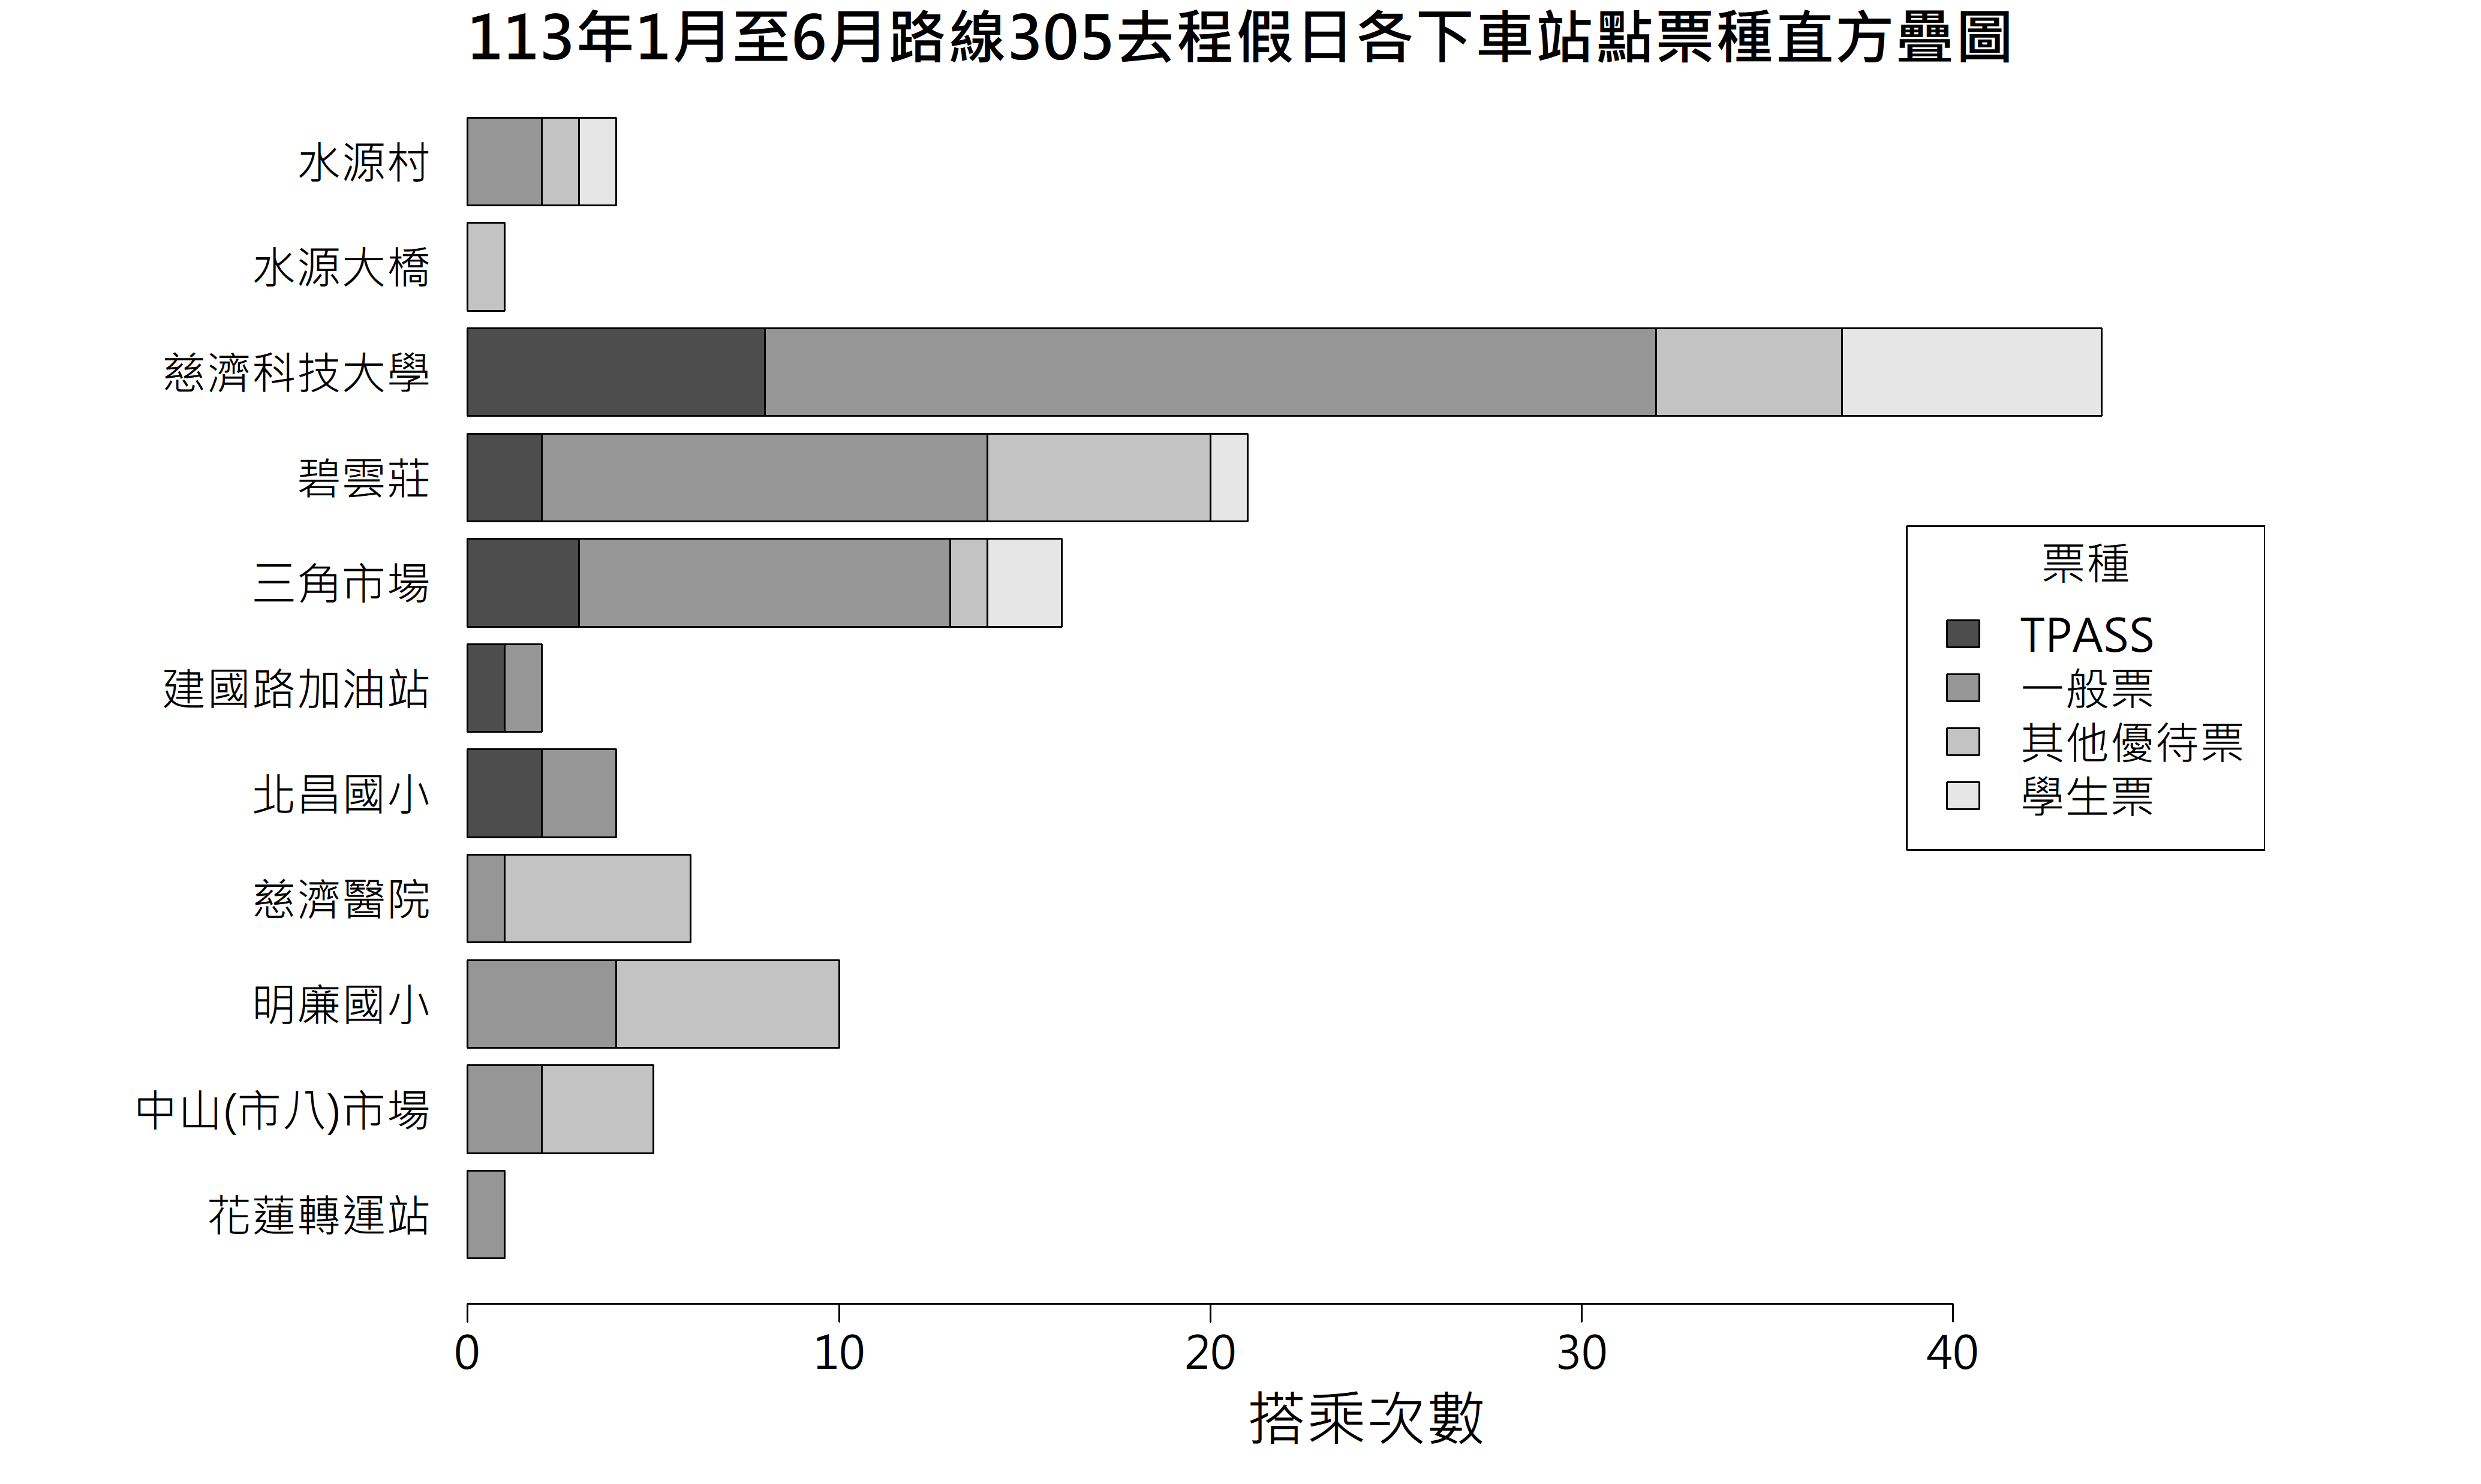 113年1月至6月路線305去程假日各下車站點票種直方疊圖
水源村
水源大橋
慈濟科技大學
碧雲莊
三角市場
建國路加油站
北昌國小
慈濟醫院
明廉國小
中山(市八)市場
花蓮轉運站
票種
TPASS
一般票
其他優待票
學生票
0 10 20 30 40
搭乘次數